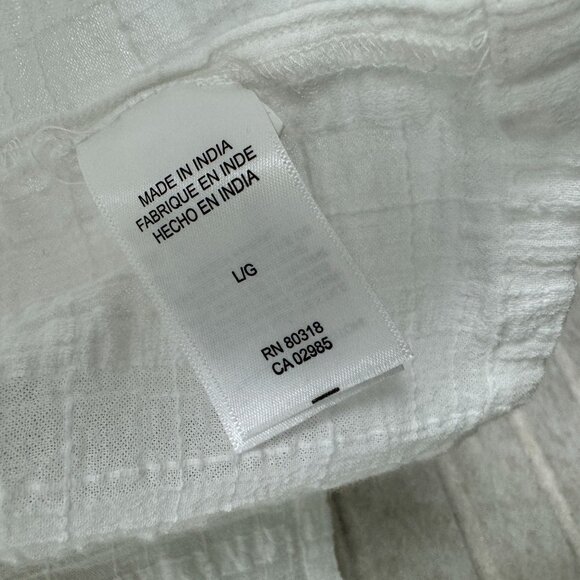 MADE IN INDIA
FABRIQUE EN INDE
HECHO EN INDIA
L/G
RN 80318
CA 02985